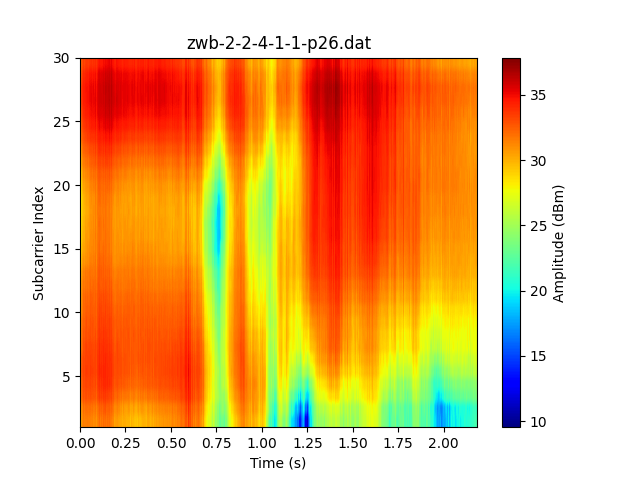 zwb-2-2-4-1-1-p26.dat
30
25
20
15
10
5
Subcarrier Index
0.00 0.25 0.50 0.75 1.00 1.25 1.50 1.75 2.00
Time (s)
35
30
25
20
15
10
Amplitude (dBm)